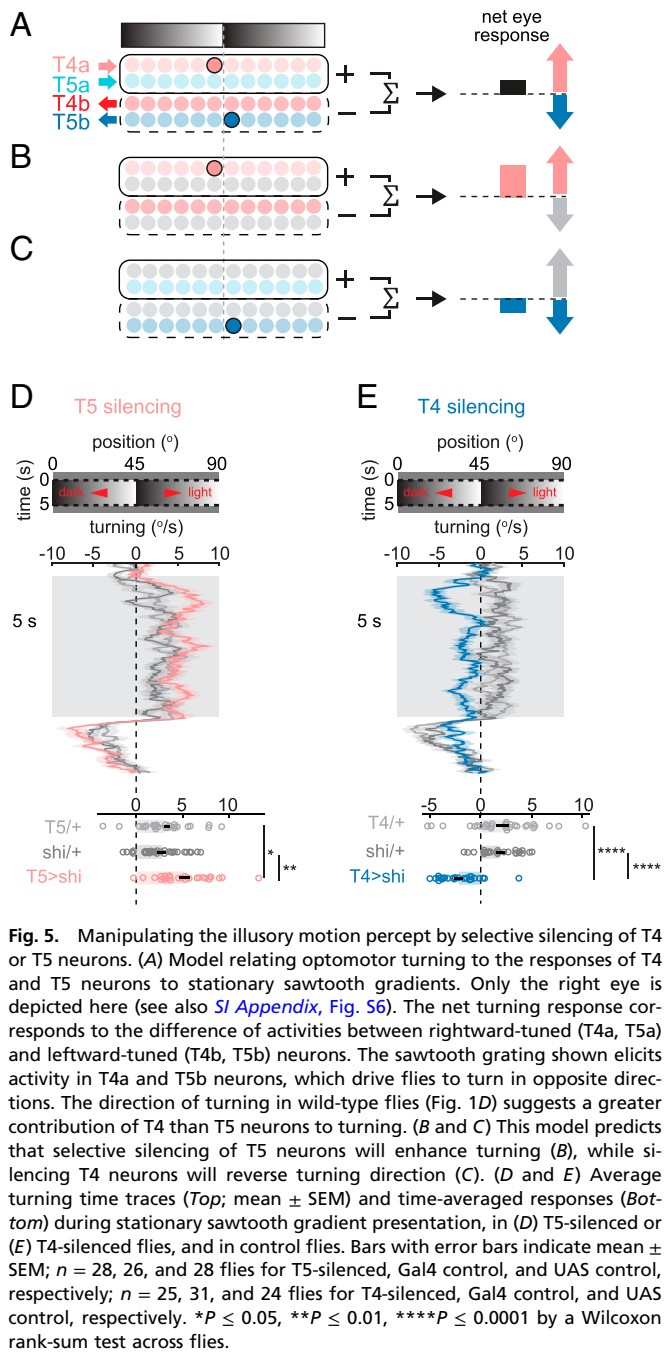 A
net eye
response
T4a
T5a
T4b
T5b
+
−
Σ
B
+
−
Σ
C
+
−
Σ
D
T5 silencing
position (o)
0 45 90
time (s)
0
5
dark light
turning (o/s)
-10 -5 0 5 10
5 s
0 5 10
T5/+
shi/+
T5>shi
*
**
E
T4 silencing
position (o)
0 45 90
time (s)
0
5
dark light
turning (o/s)
-10 -5 0 5 10
5 s
-5 0 5 10
T4/+
shi/+
T4>shi
****
****
Fig. 5. Manipulating the illusory motion percept by selective silencing of T4
or T5 neurons. (A) Model relating optomotor turning to the responses of T4
and T5 neurons to stationary sawtooth gradients. Only the right eye is
depicted here (see also SI Appendix, Fig. S6). The net turning response cor-
responds to the difference of activities between rightward-tuned (T4a, T5a)
and leftward-tuned (T4b, T5b) neurons. The sawtooth grating shown elicits
activity in T4a and T5b neurons, which drive flies to turn in opposite direc-
tions. The direction of turning in wild-type flies (Fig. 1D) suggests a greater
contribution of T4 than T5 neurons to turning. (B and C) This model predicts
that selective silencing of T5 neurons will enhance turning (B), while si-
lencing T4 neurons will reverse turning direction (C). (D and E) Average
turning time traces (Top; mean ± SEM) and time-averaged responses (Bot-
tom) during stationary sawtooth gradient presentation, in (D) T5-silenced or
(E) T4-silenced flies, and in control flies. Bars with error bars indicate mean ±
SEM; n = 28, 26, and 28 flies for T5-silenced, Gal4 control, and UAS control,
respectively; n = 25, 31, and 24 flies for T4-silenced, Gal4 control, and UAS
control, respectively. *P ≤ 0.05, **P ≤ 0.01, ****P ≤ 0.0001 by a Wilcoxon
rank-sum test across flies.